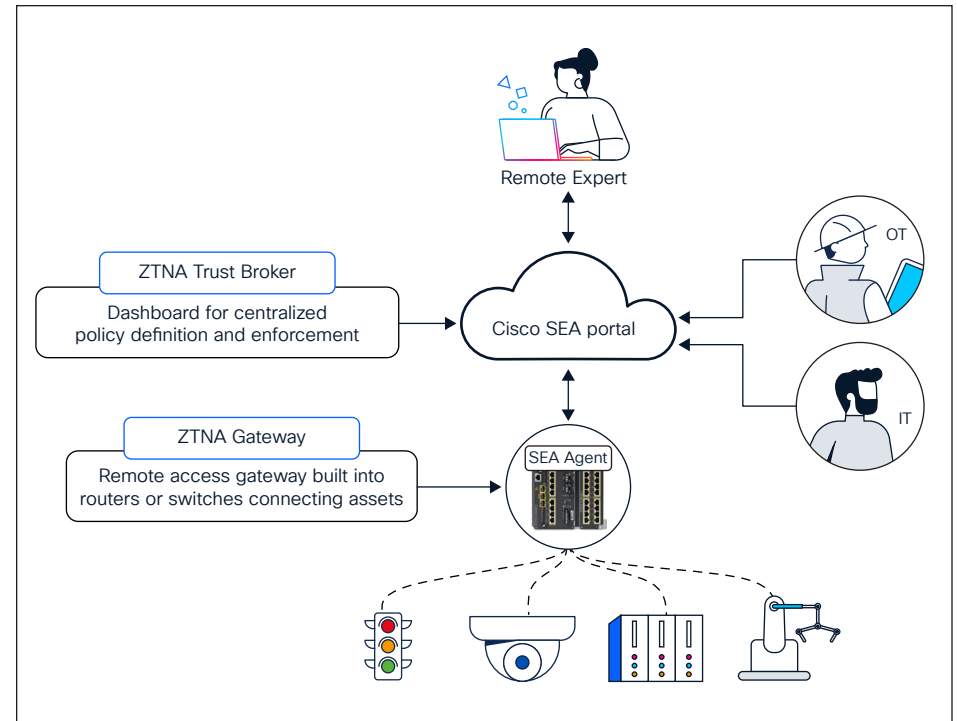 Remote Expert
OT
ZTNA Trust Broker
Dashboard for centralized
policy definition and enforcement
Cisco SEA portal
IT
ZTNA Gateway
Remote access gateway built into
routers or switches connecting assets
SEA Agent